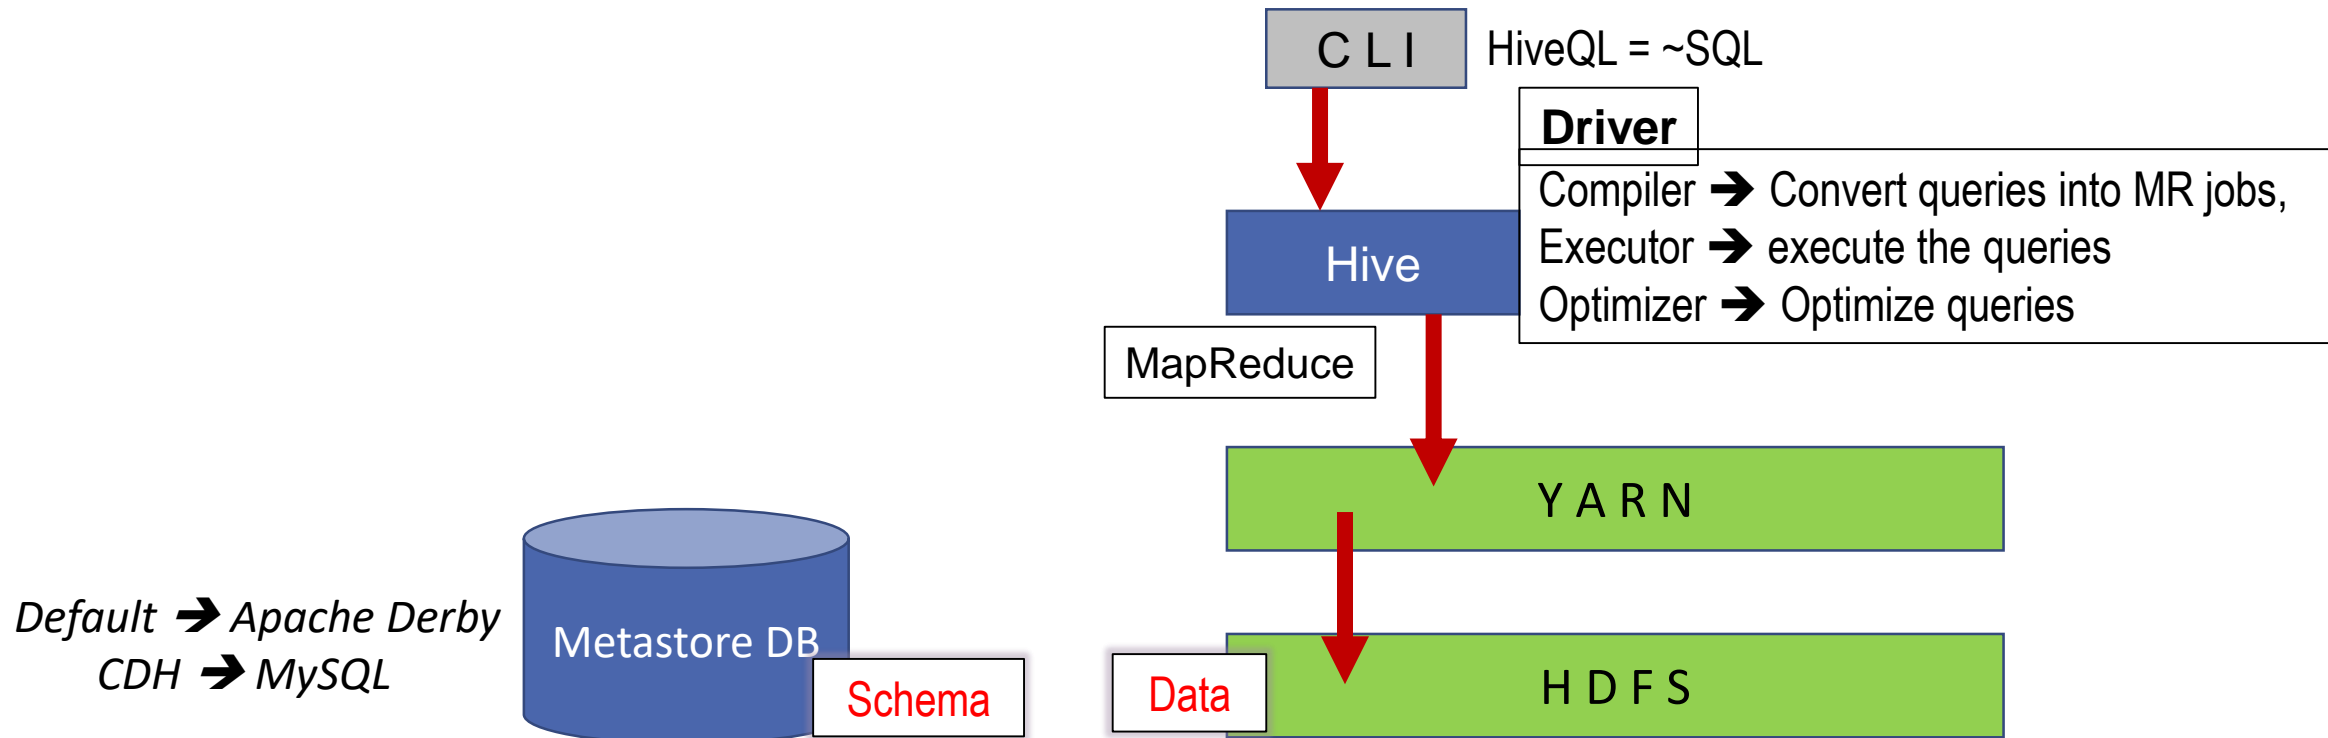 C L I
HiveQL = ~SQL
Driver
Compiler ➔ Convert queries into MR jobs,
Executor ➔ execute the queries
Optimizer ➔ Optimize queries
Hive
MapReduce
Y A R N
Default ➔ Apache Derby
CDH ➔ MySQL
Metastore DB
Schema
Data
H D F S